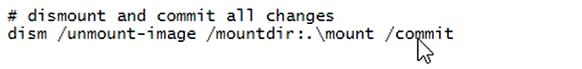 # dismount and commit all changes
dism /unmount-image /mountdir:.\mount /commit